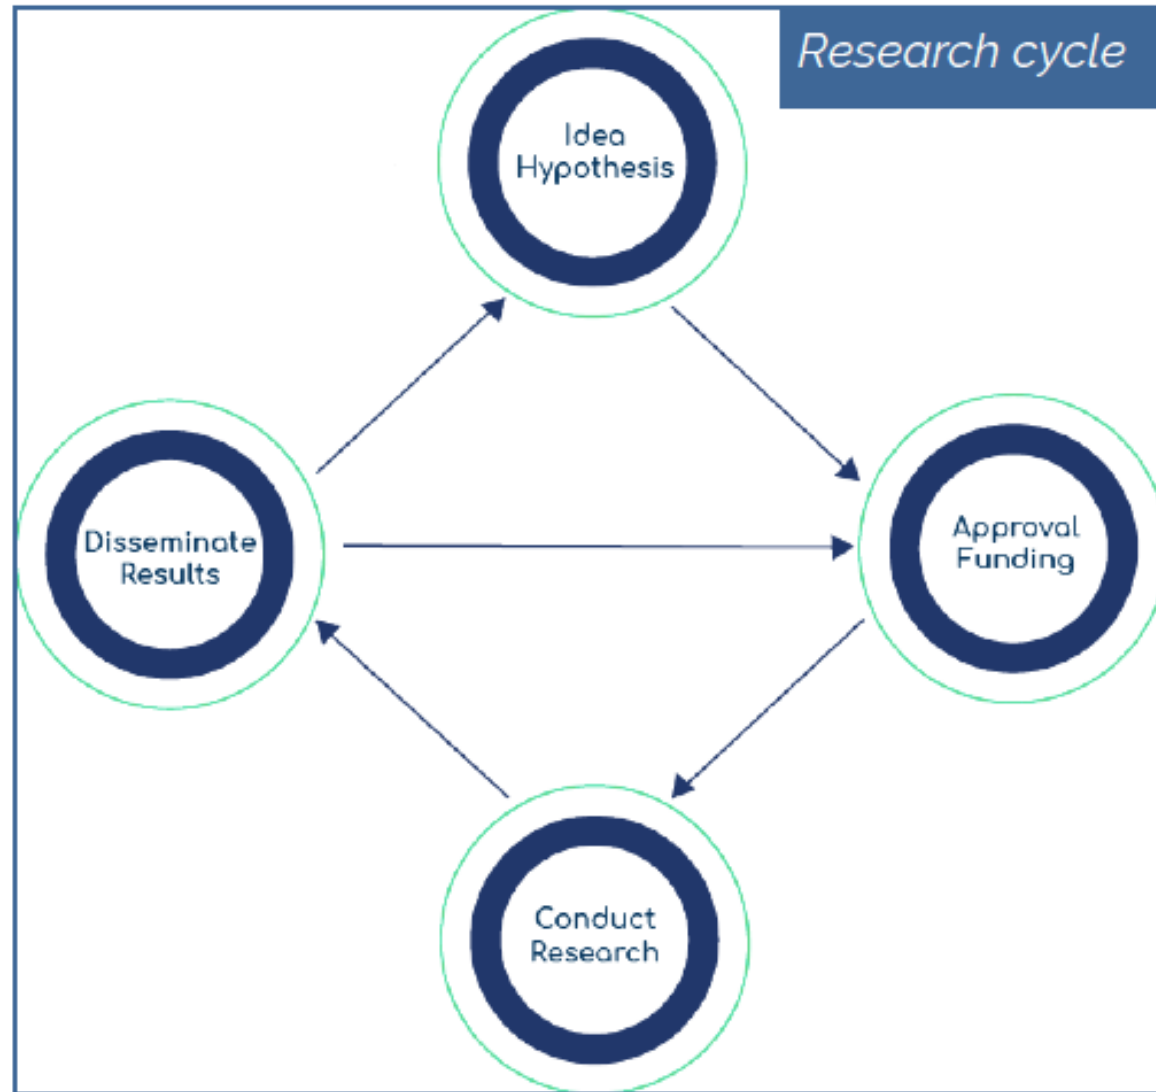 Research cycle
Idea
Hypothesis
Disseminate
Results
Approval
Funding
Conduct
Research